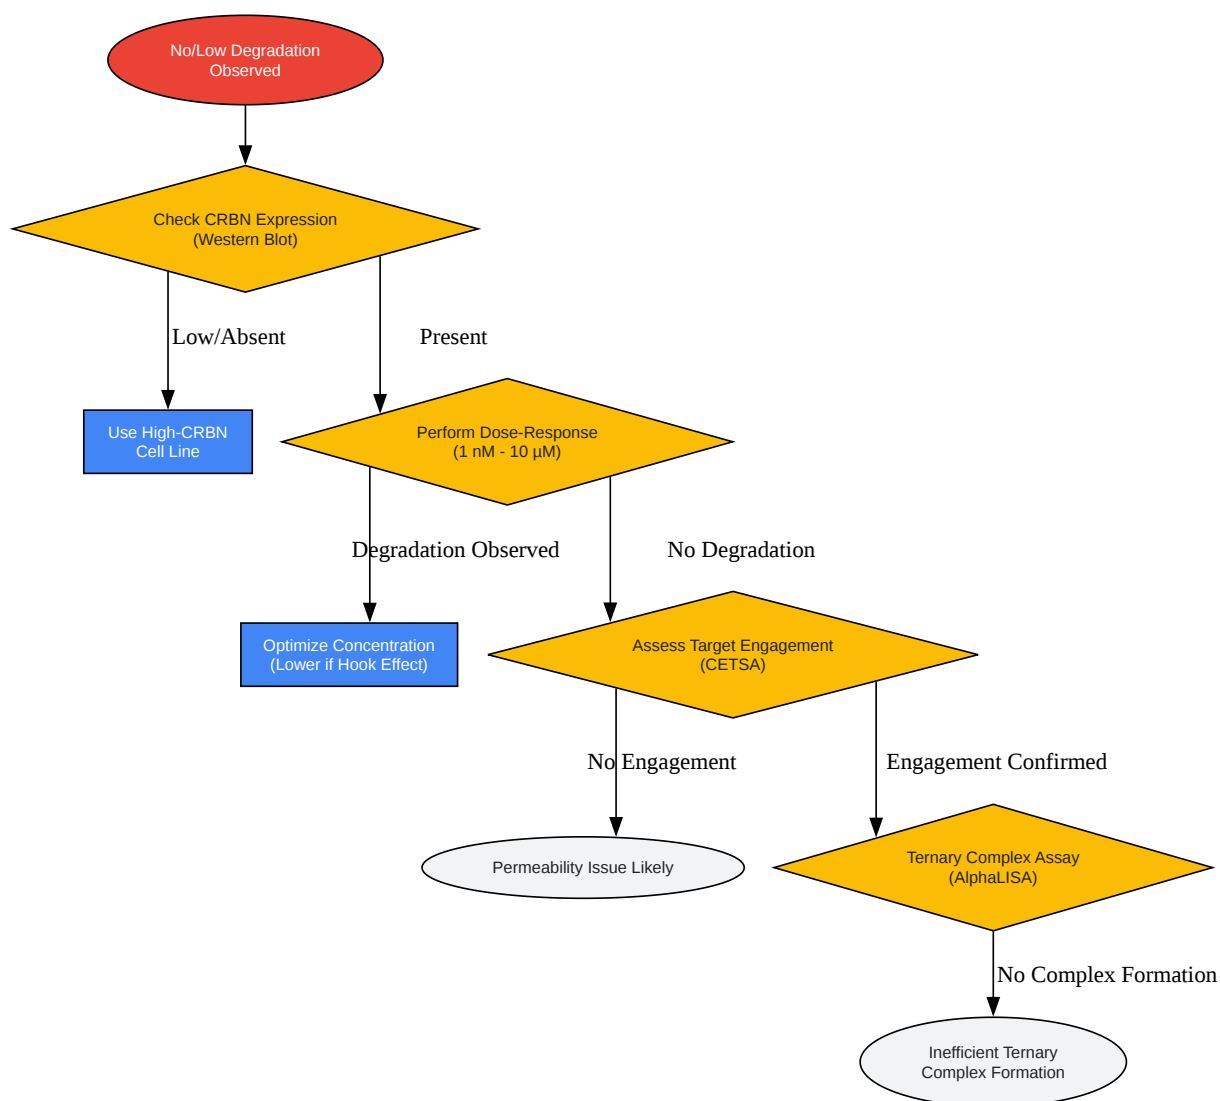 No/Low Degradation
Observed
Check CRBN Expression
(Western Blot)
Low/Absent
Present
Use High-CRBN
Cell Line
Perform Dose-Response
(1 nM - 10 µM)
Degradation Observed
No Degradation
Optimize Concentration
(Lower if Hook Effect)
Assess Target Engagement
(CETSA)
No Engagement
Engagement Confirmed
Permeability Issue Likely
Ternary Complex Assay
(AlphaLISA)
No Complex Formation
Inefficient Ternary
Complex Formation